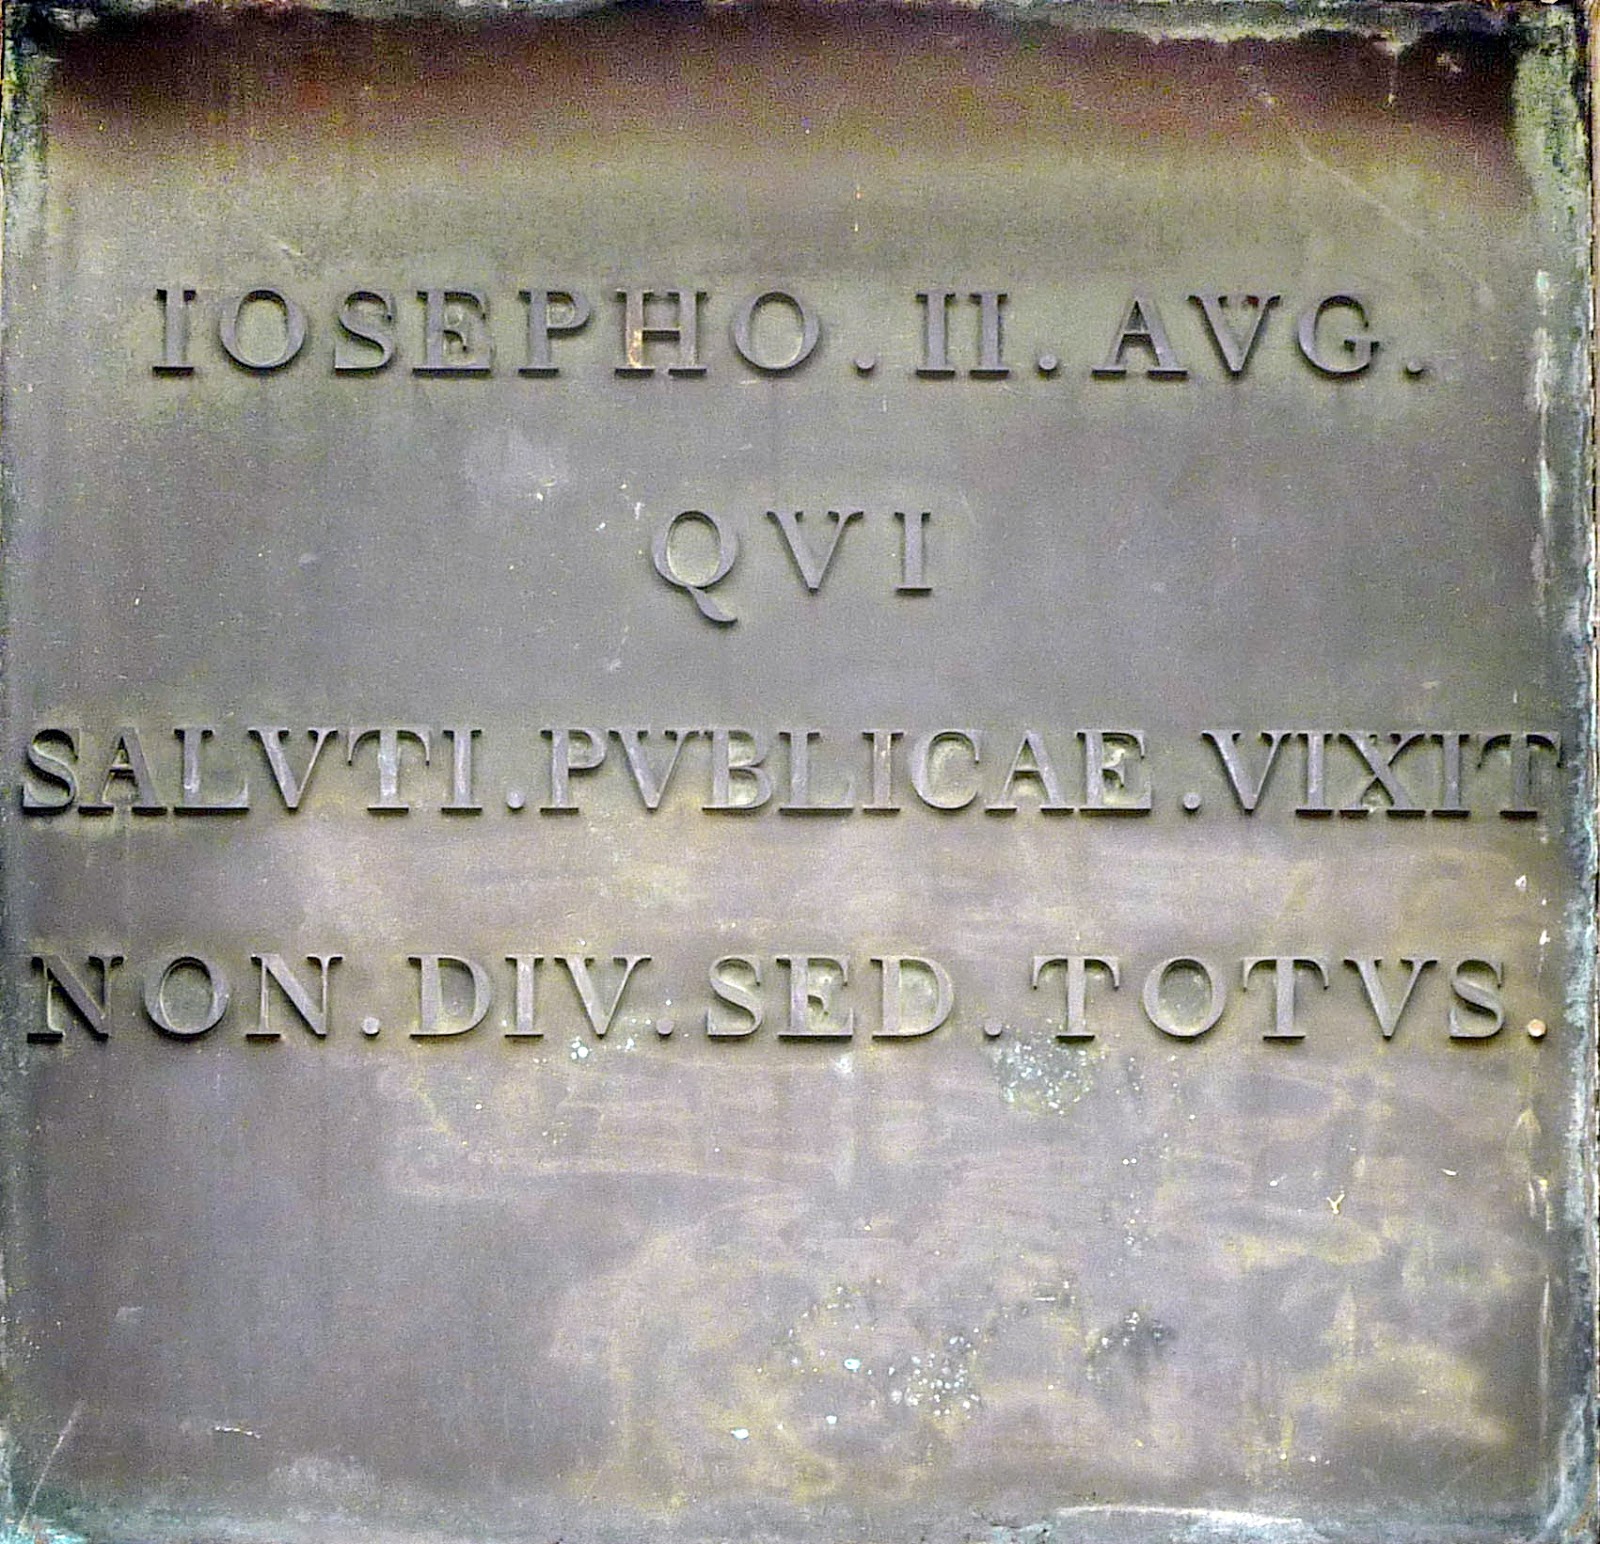 IOSEPHO . II . AVG .
QVI
SALVTI . PVBLICAE . VIXIT
NON . DIV . SED . TOTVS .